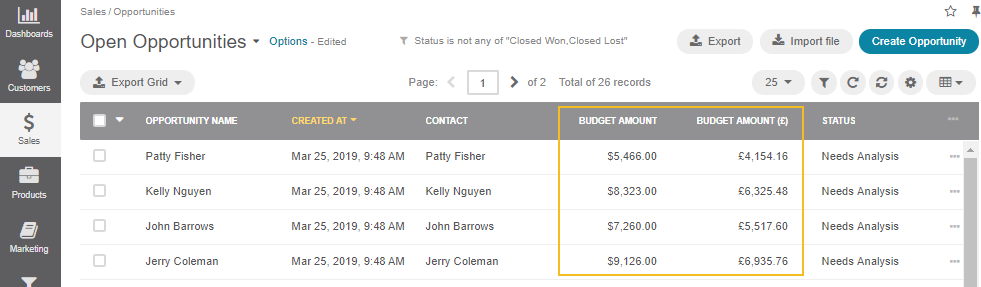 Dashboards
Customers
Sales
Products
Marketing
Sales / Opportunities
Open Opportunities Options - Edited Status is not any of "Closed Won,Closed Lost" Export Import file Create Opportunity
Export Grid Page: 1 of 2 Total of 26 records 25
OPPORTUNITY NAME CREATED AT CONTACT BUDGET AMOUNT BUDGET AMOUNT (£) STATUS
Patty Fisher Mar 25, 2019, 9:48 AM Patty Fisher $5,466.00 £4,154.16 Needs Analysis
Kelly Nguyen Mar 25, 2019, 9:48 AM Kelly Nguyen $8,323.00 £6,325.48 Needs Analysis
John Barrows Mar 25, 2019, 9:48 AM John Barrows $7,260.00 £5,517.60 Needs Analysis
Jerry Coleman Mar 25, 2019, 9:48 AM Jerry Coleman $9,126.00 £6,935.76 Needs Analysis